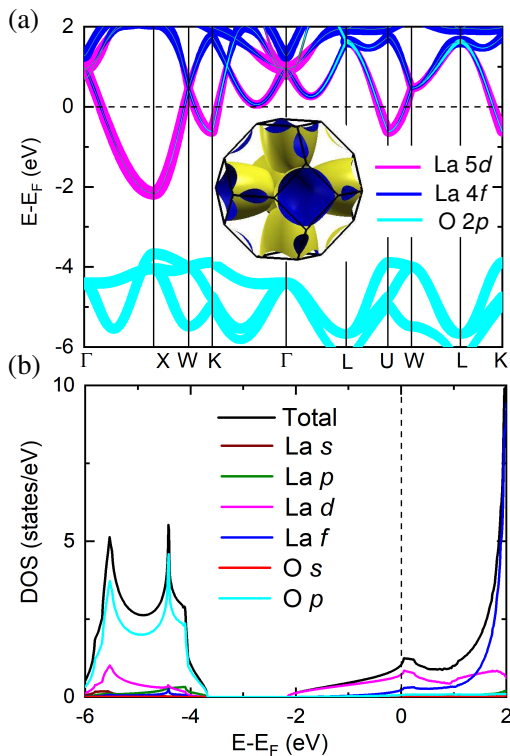 (a)
2
0
-2
-4
-6
E-E_F (eV)
La 5d
La 4f
O 2p
Γ X W K Γ L U W L K
(b)
10
5
0
DOS (states/eV)
Total
La s
La p
La d
La f
O s
O p
-6 -4 -2 0 2
E-E_F (eV)